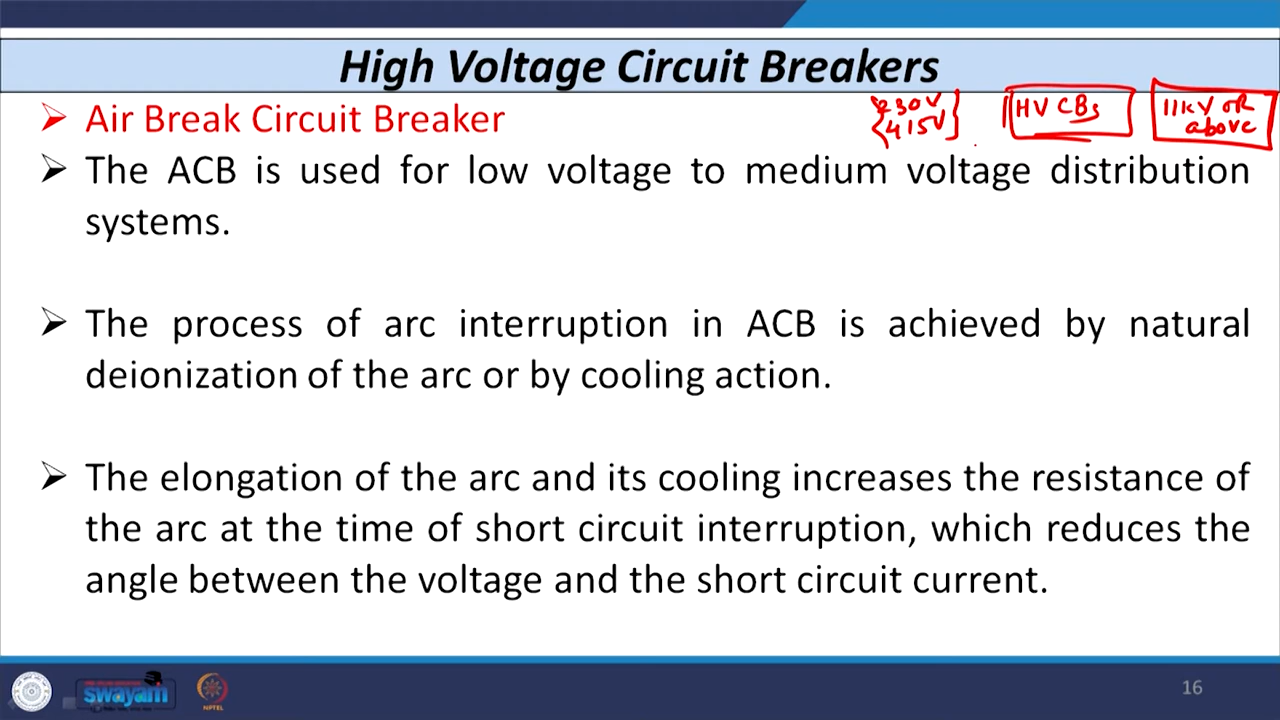 High Voltage Circuit Breakers
➢ Air Break Circuit Breaker
230V
415V
HV CBs
11kV OR
above
➢ The ACB is used for low voltage to medium voltage distribution
systems.
➢ The process of arc interruption in ACB is achieved by natural
deionization of the arc or by cooling action.
➢ The elongation of the arc and its cooling increases the resistance of
the arc at the time of short circuit interruption, which reduces the
angle between the voltage and the short circuit current.
swayam
NPTEL
16